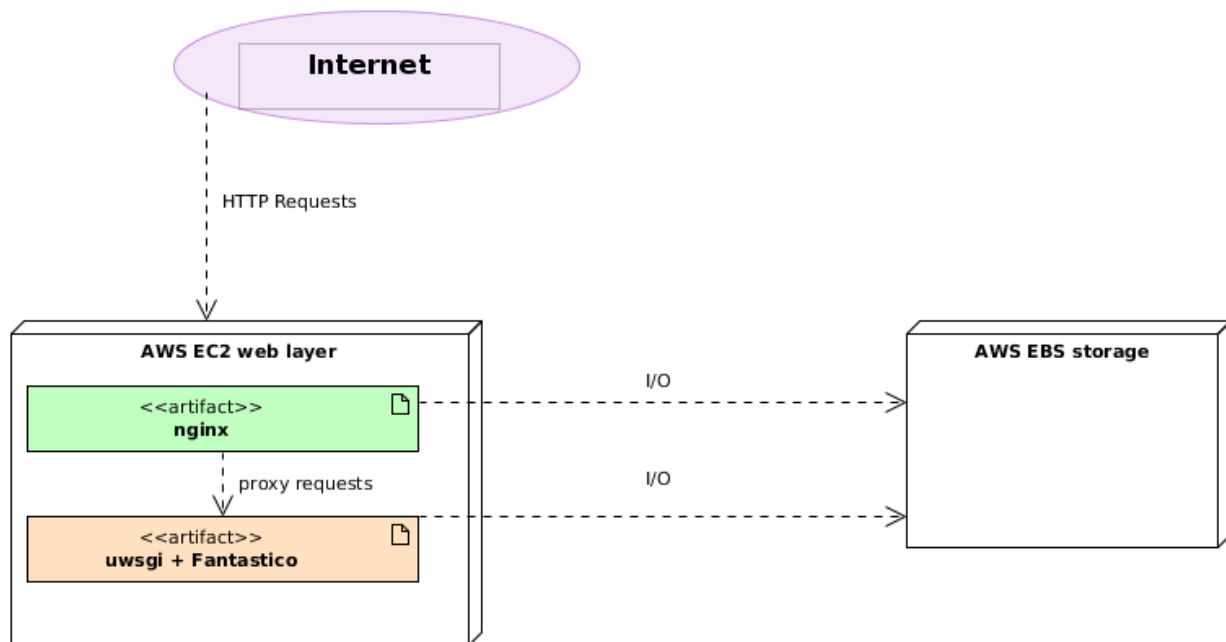 Internet
HTTP Requests
AWS EC2 web layer
<<artifact>>
nginx
proxy requests
<<artifact>>
uwsgi + Fantastico
I/O
I/O
AWS EBS storage